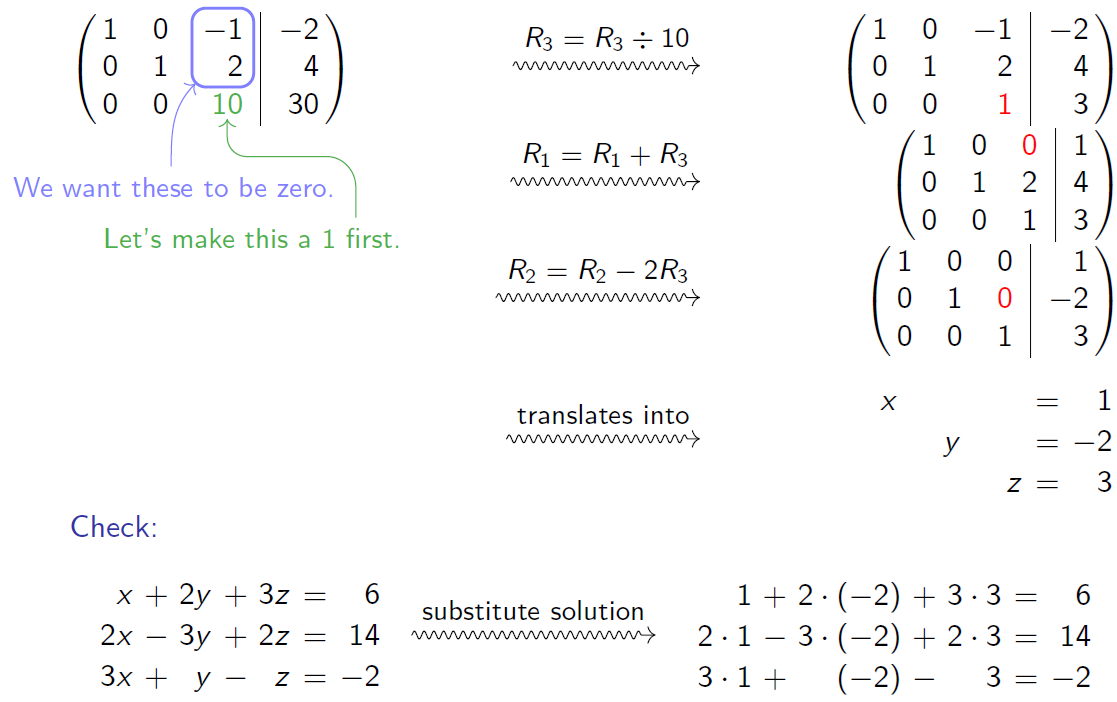 1 0 −1 | −2
0 1 2 | 4
0 0 10 | 30
We want these to be zero.
Let's make this a 1 first.
R₃ = R₃ ÷ 10
1 0 −1 | −2
0 1 2 | 4
0 0 1 | 3
R₁ = R₁ + R₃
1 0 0 | 1
0 1 2 | 4
0 0 1 | 3
R₂ = R₂ − 2R₃
1 0 0 | 1
0 1 0 | −2
0 0 1 | 3
translates into
x = 1
y = −2
z = 3
Check:
x + 2y + 3z = 6
2x − 3y + 2z = 14
3x + y − z = −2
substitute solution
1 + 2 · (−2) + 3 · 3 = 6
2 · 1 − 3 · (−2) + 2 · 3 = 14
3 · 1 + (−2) − 3 = −2